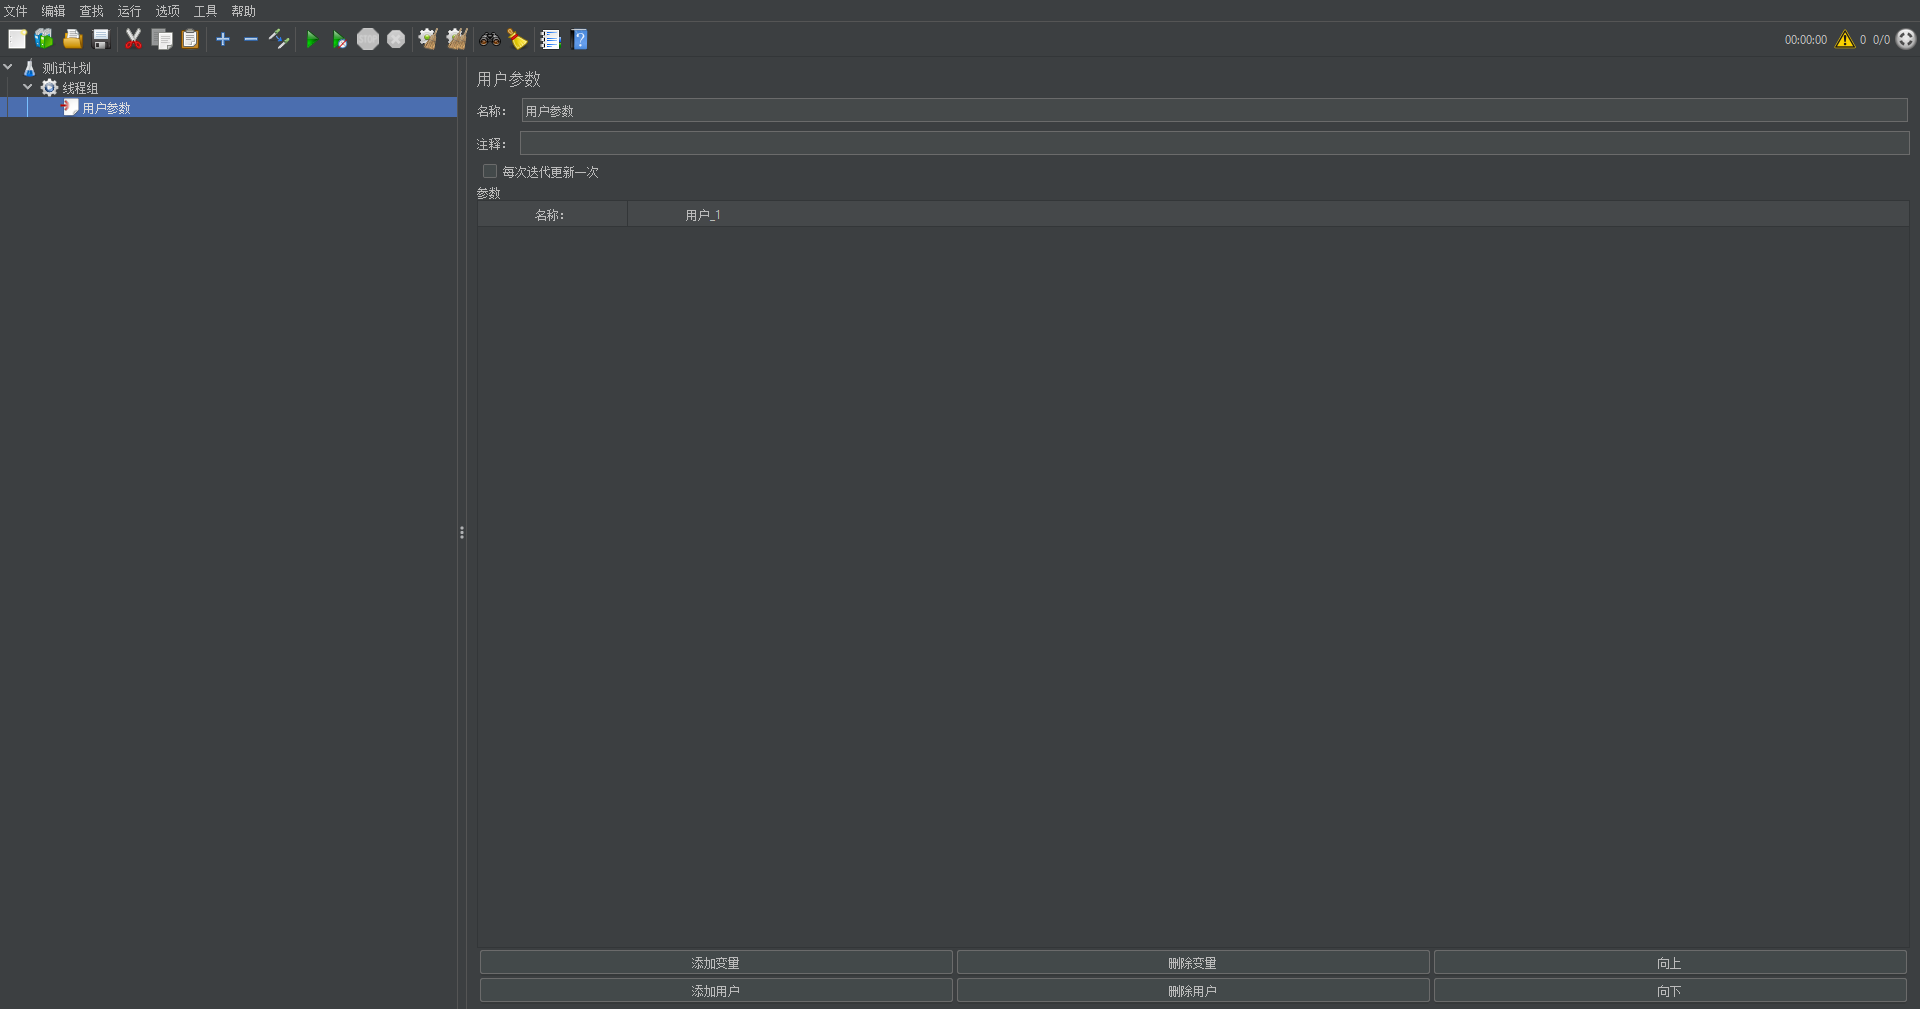 文件 编辑 查找 运行 选项 工具 帮助
00:00:00 0 0/0
测试计划
线程组
用户参数
用户参数
名称： 用户参数
注释：
每次迭代更新一次
参数
名称： 用户_1
添加变量 删除变量 向上
添加用户 删除用户 向下